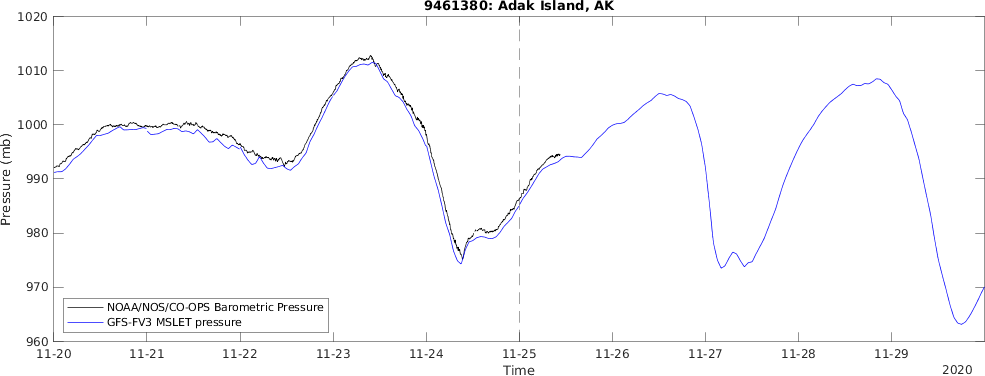 9461380: Adak Island, AK
Pressure (mb)
1020
1010
1000
990
980
970
960
NOAA/NOS/CO-OPS Barometric Pressure
GFS-FV3 MSLET pressure
11-20 11-21 11-22 11-23 11-24 11-25 11-26 11-27 11-28 11-29
Time
2020